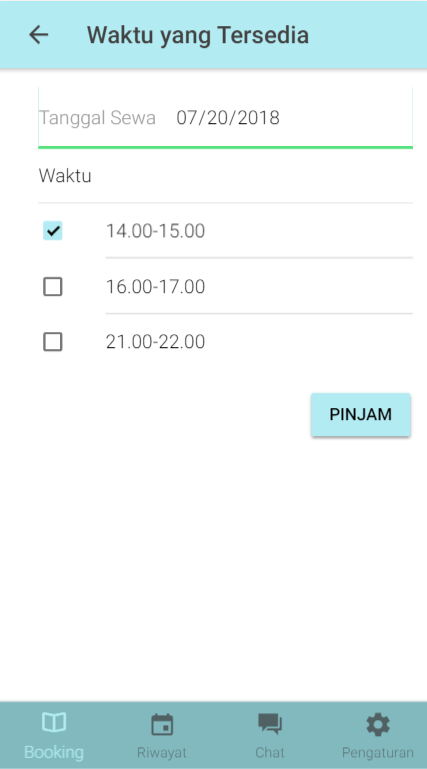 Waktu yang Tersedia
Tanggal Sewa 07/20/2018
Waktu
14.00-15.00
16.00-17.00
21.00-22.00
PINJAM
Booking Riwayat Chat Pengaturan